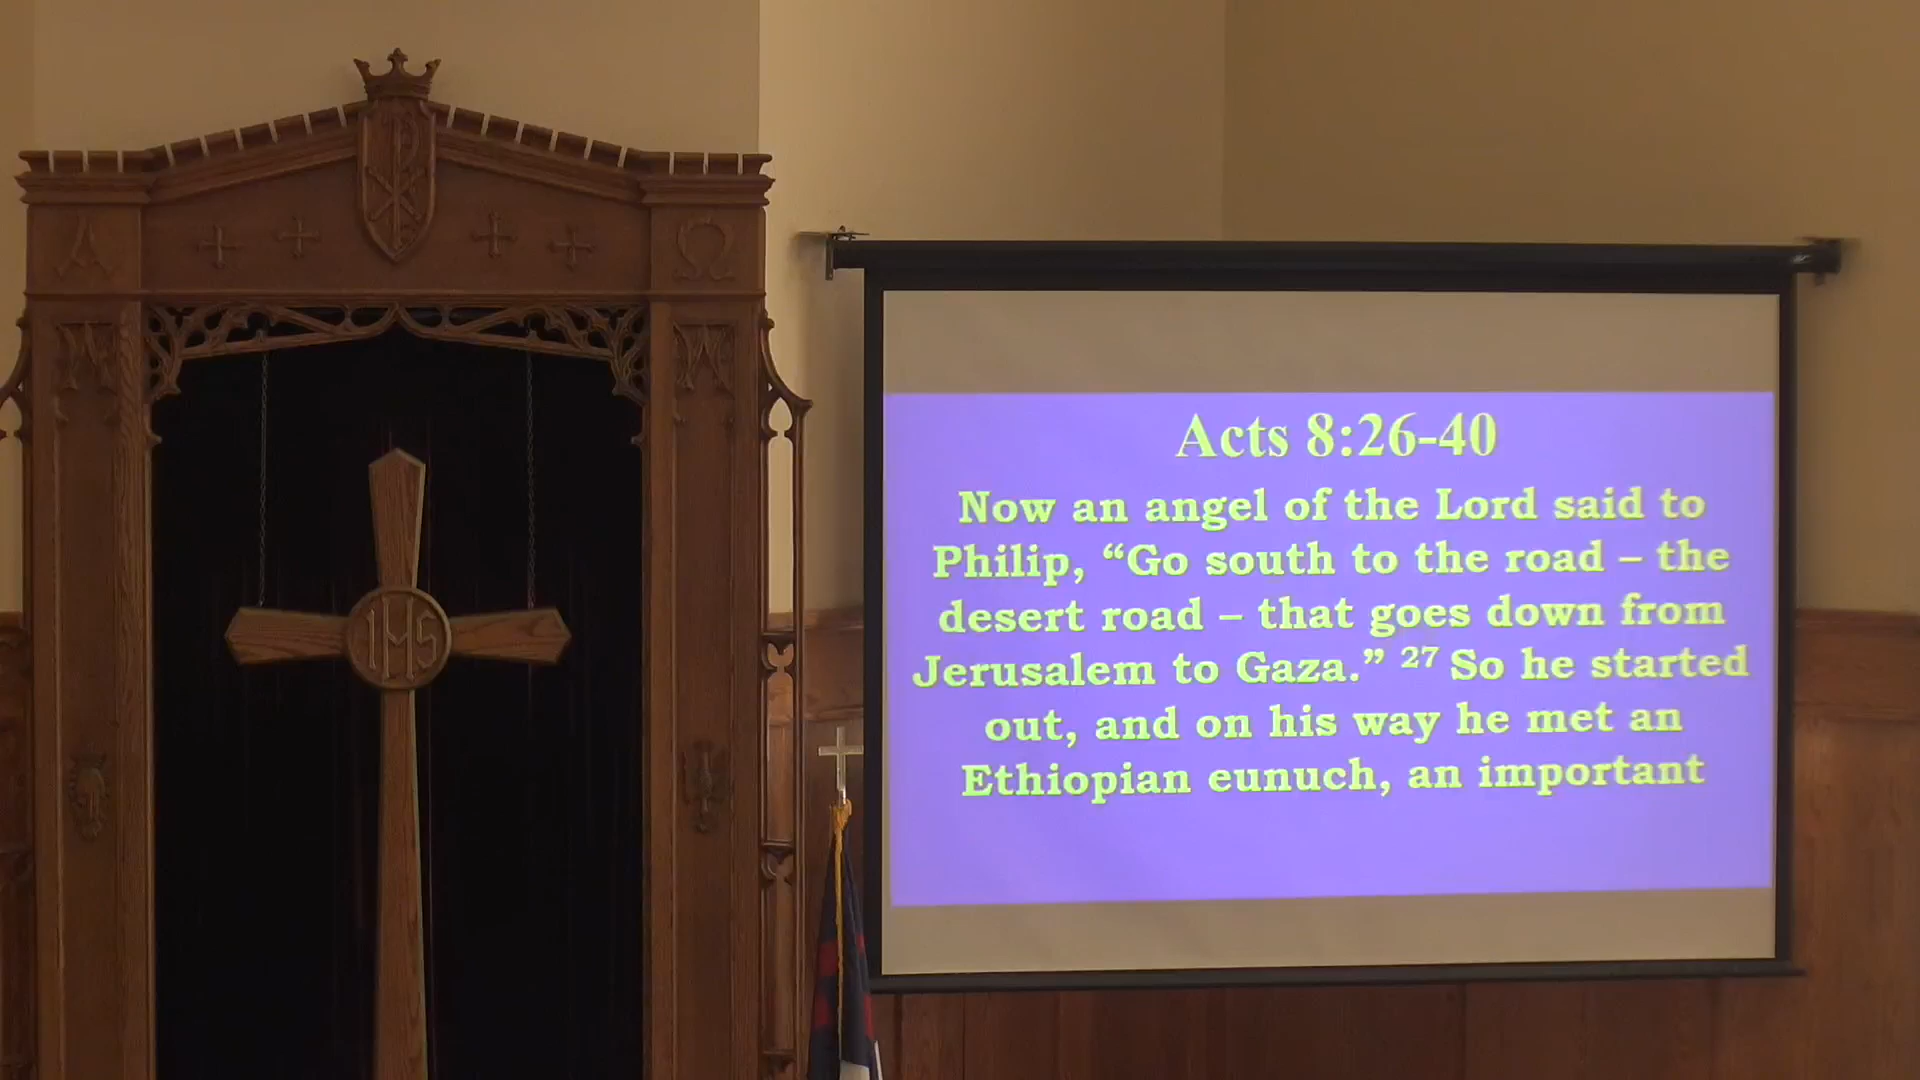 Α
Ω
IHS
Acts 8:26-40
Now an angel of the Lord said to
Philip, “Go south to the road – the
desert road – that goes down from
Jerusalem to Gaza.” 27 So he started
out, and on his way he met an
Ethiopian eunuch, an important